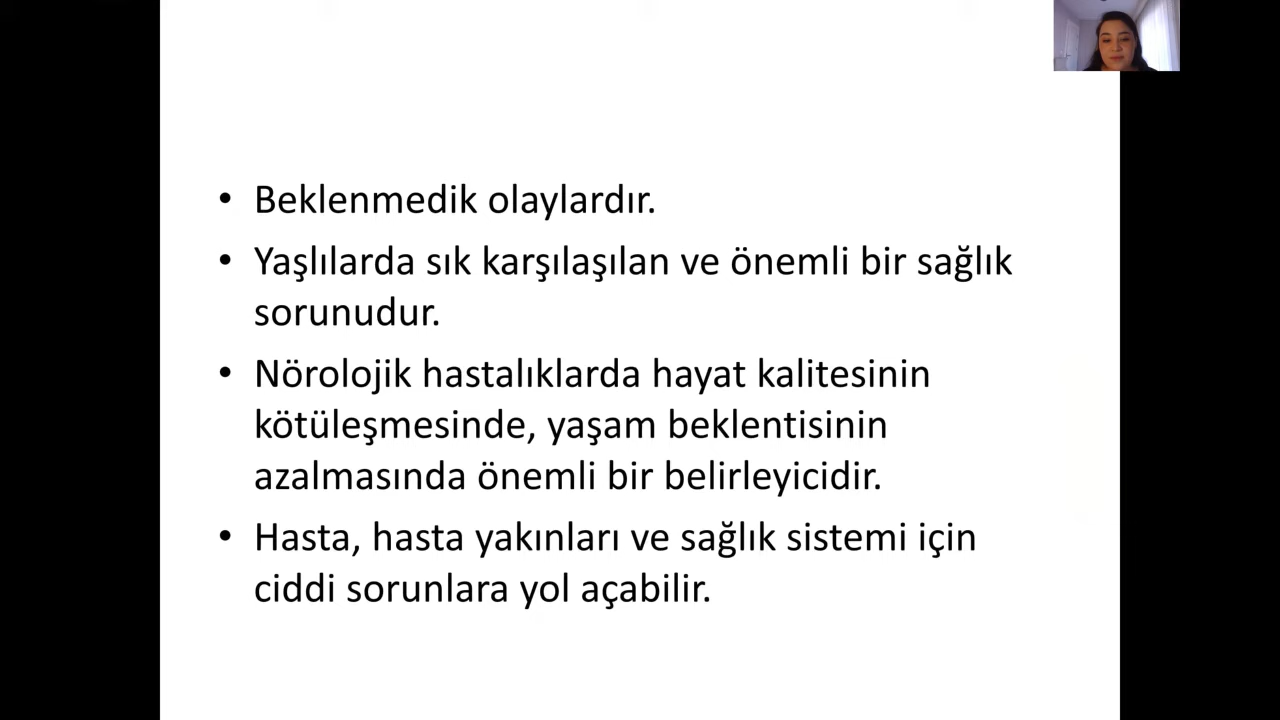 • Beklenmedik olaylardır.
• Yaşlılarda sık karşılaşılan ve önemli bir sağlık
sorunudur.
• Nörolojik hastalıklarda hayat kalitesinin
kötüleşmesinde, yaşam beklentisinin
azalmasında önemli bir belirleyicidir.
• Hasta, hasta yakınları ve sağlık sistemi için
ciddi sorunlara yol açabilir.